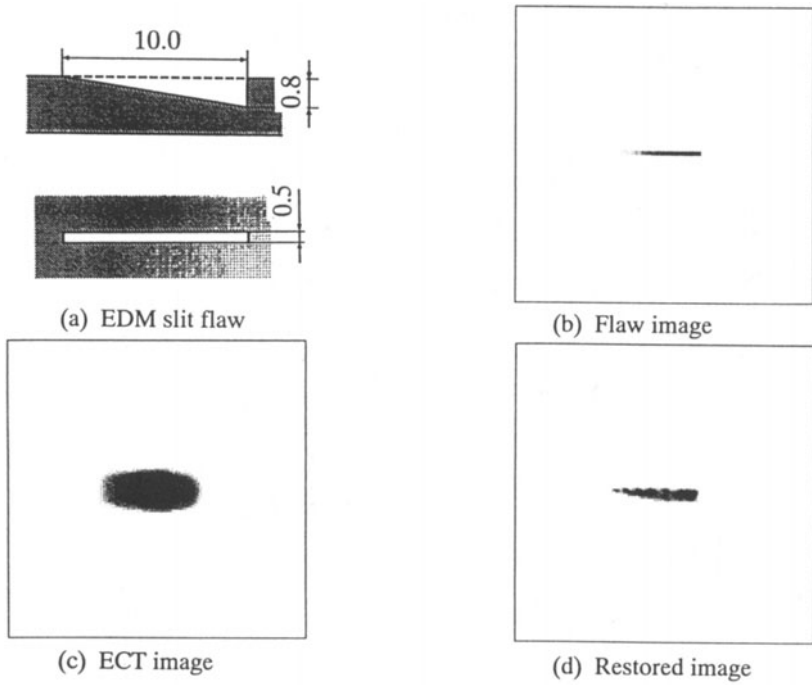 10.0
0.8
0.5
(a) EDM slit flaw
(b) Flaw image
(c) ECT image
(d) Restored image